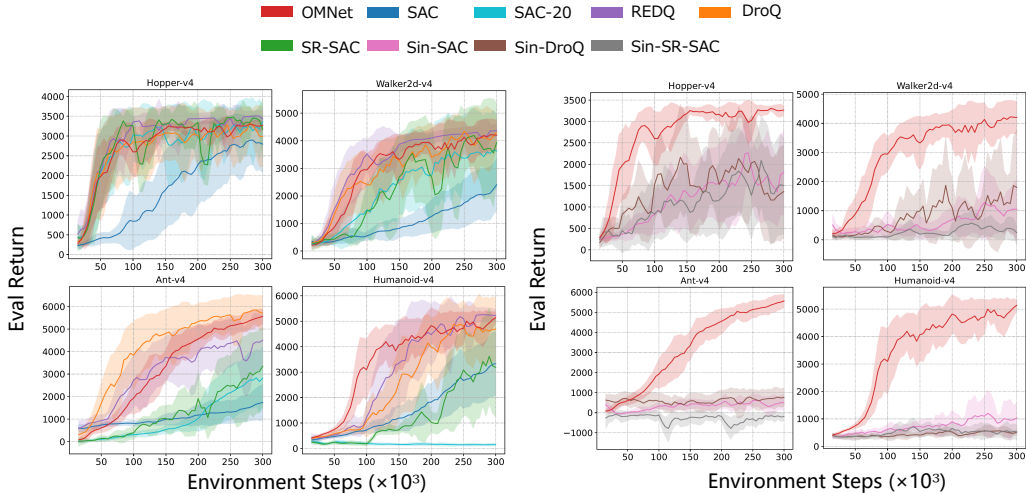 OMNet SAC SAC-20 REDQ DroQ
SR-SAC Sin-SAC Sin-DroQ Sin-SR-SAC
Eval Return
Hopper-v4
4000
3500
3000
2500
2000
1500
1000
500
0
50 100 150 200 250 300
Walker2d-v4
5000
4000
3000
2000
1000
0
50 100 150 200 250 300
Ant-v4
6000
5000
4000
3000
2000
1000
0
50 100 150 200 250 300
Humanoid-v4
6000
5000
4000
3000
2000
1000
0
50 100 150 200 250 300
Environment Steps (×10³)
Eval Return
Hopper-v4
3500
3000
2500
2000
1500
1000
500
0
50 100 150 200 250 300
Walker2d-v4
5000
4000
3000
2000
1000
0
50 100 150 200 250 300
Ant-v4
6000
5000
4000
3000
2000
1000
0
−1000
50 100 150 200 250 300
Humanoid-v4
6000
5000
4000
3000
2000
1000
0
50 100 150 200 250 300
Environment Steps (×10³)